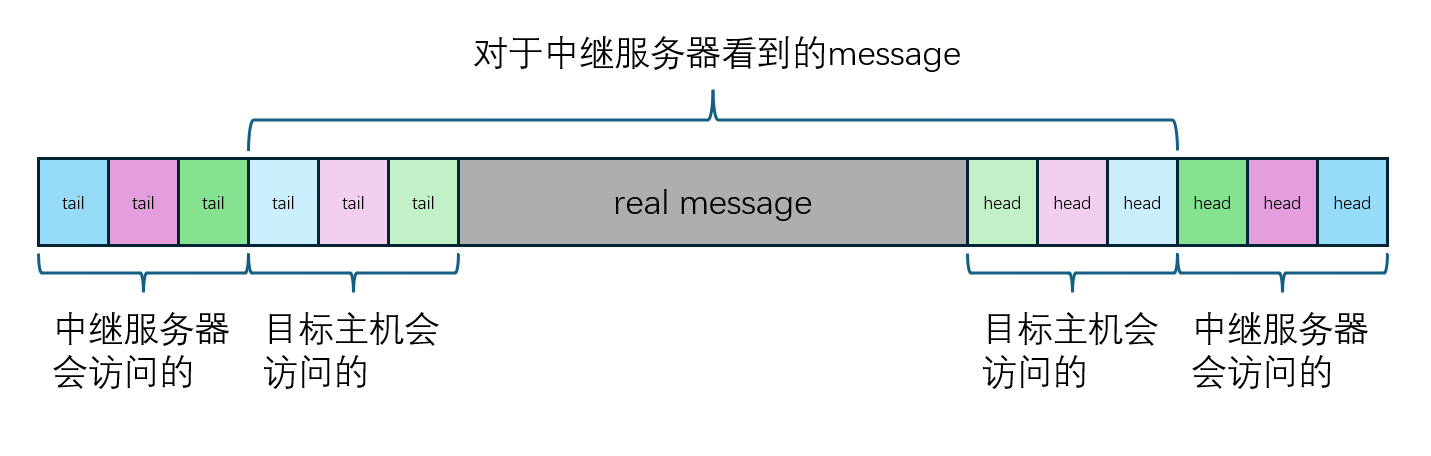 对于中继服务器看到的message
tail tail tail tail tail tail real message head head head head head head
中继服务器
会访问的
目标主机会
访问的
目标主机会
访问的
中继服务器
会访问的